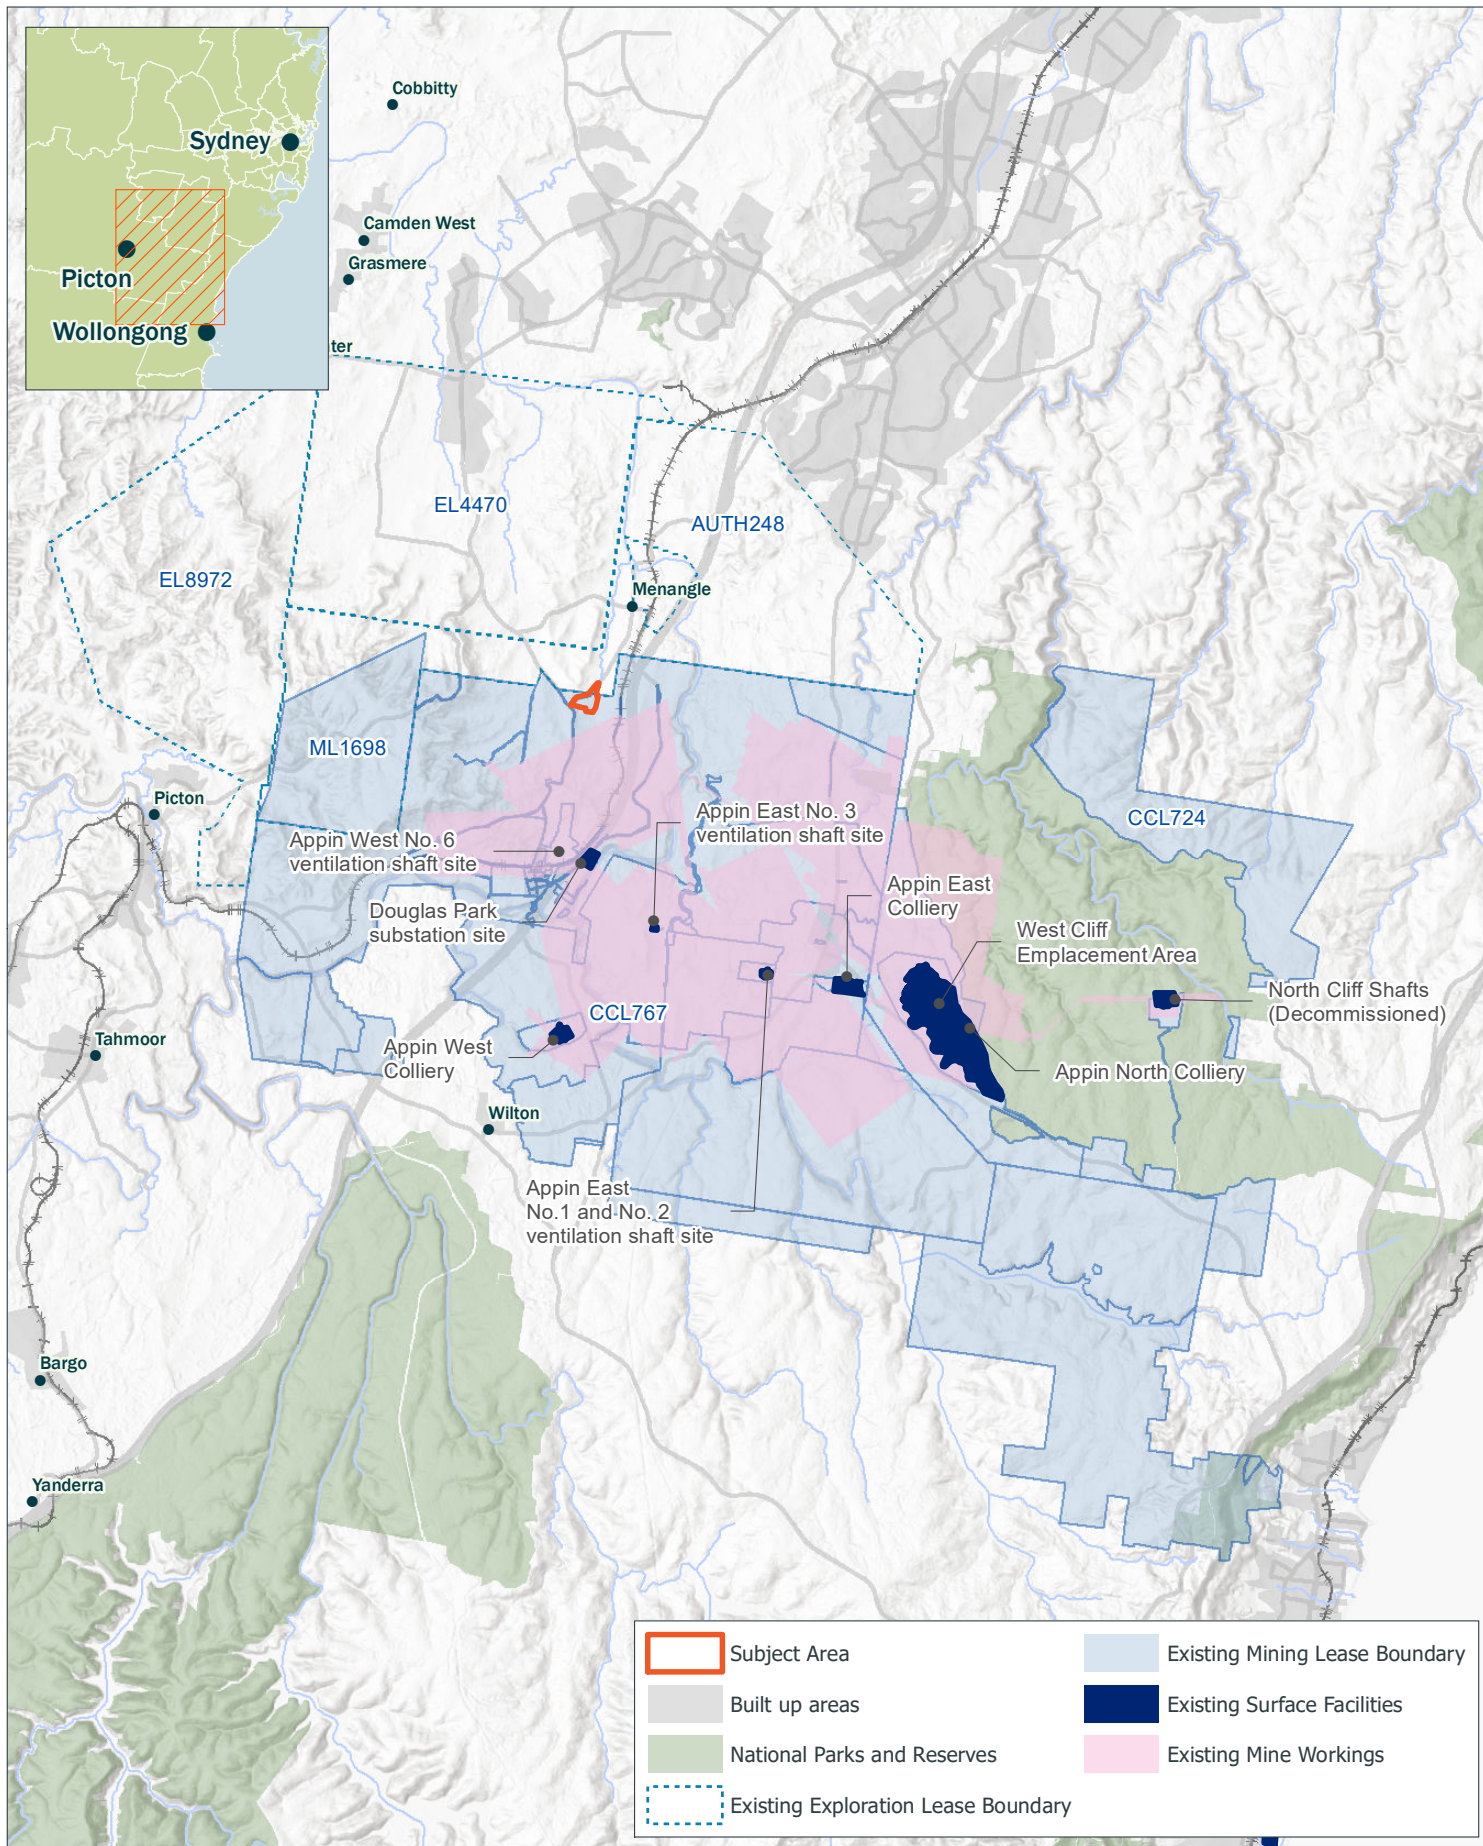 Cobbitty
Sydney
Camden West
Grasmere
Picton
Wollongong
ter
EL4470
AUTH248
EL8972
Menangle
ML1698
Picton
CCL724
Appin East No. 3
ventilation shaft site
Appin West No. 6
ventilation shaft site
Appin East
Colliery
Douglas Park
substation site
West Cliff
Emplacement Area
North Cliff Shafts
(Decommissioned)
CCL767
Tahmoor
Appin West
Colliery
Appin North Colliery
Wilton
Appin East
No.1 and No. 2
ventilation shaft site
Bargo
Yanderra
Subject Area
Built up areas
National Parks and Reserves
Existing Exploration Lease Boundary
Existing Mining Lease Boundary
Existing Surface Facilities
Existing Mine Workings